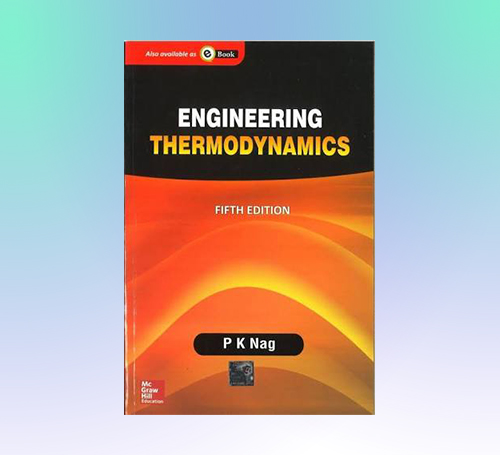 Also available as e Book
ENGINEERING
THERMODYNAMICS
FIFTH EDITION
P K Nag
Mc
Graw
Hill
Education